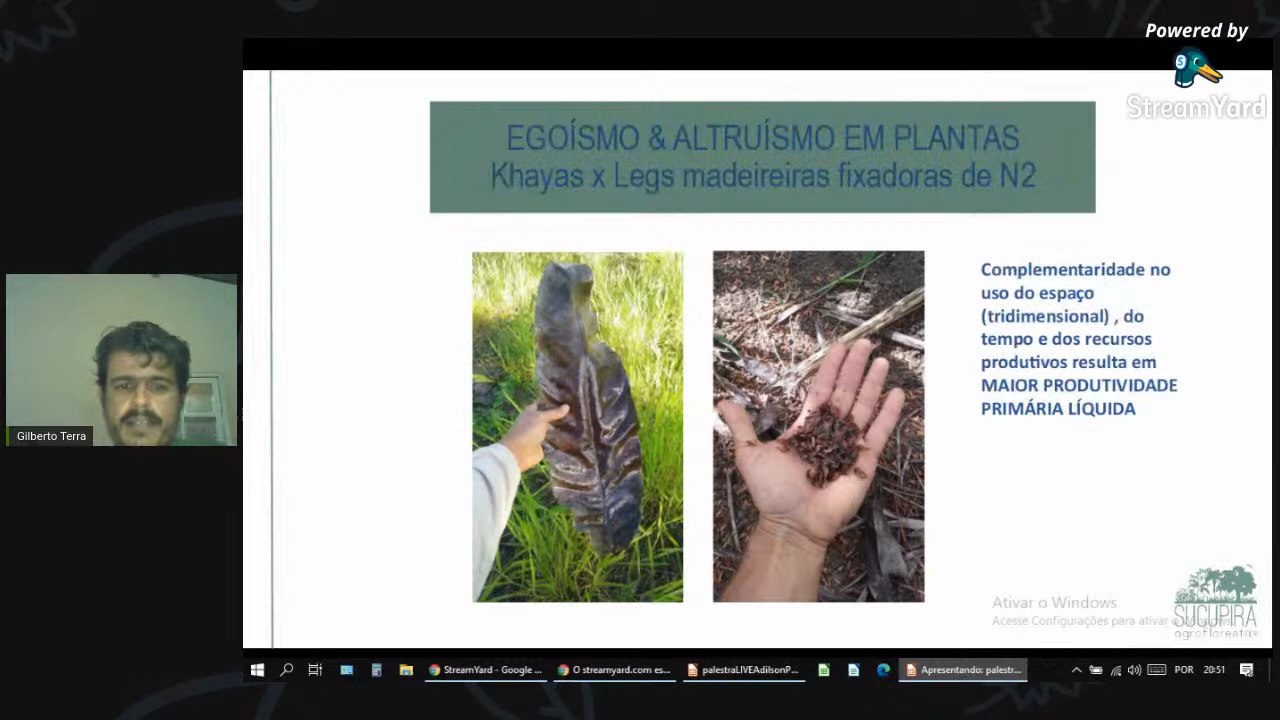 Powered by
StreamYard
EGOÍSMO & ALTRUÍSMO EM PLANTAS
Khayas x Legs madeireiras fixadoras de N2
Complementaridade no
uso do espaço
(tridimensional) , do
tempo e dos recursos
produtivos resulta em
MAIOR PRODUTIVIDADE
PRIMÁRIA LÍQUIDA
Gilberto Terra
Ativar o Windows
Acesse Configurações para ativar o
SUCUPIRA
agroflorestas
StreamYard - Google ...
O streamyard.com es...
palestraLIVEAdilsonP...
Apresentando: palestr...
POR
20:51